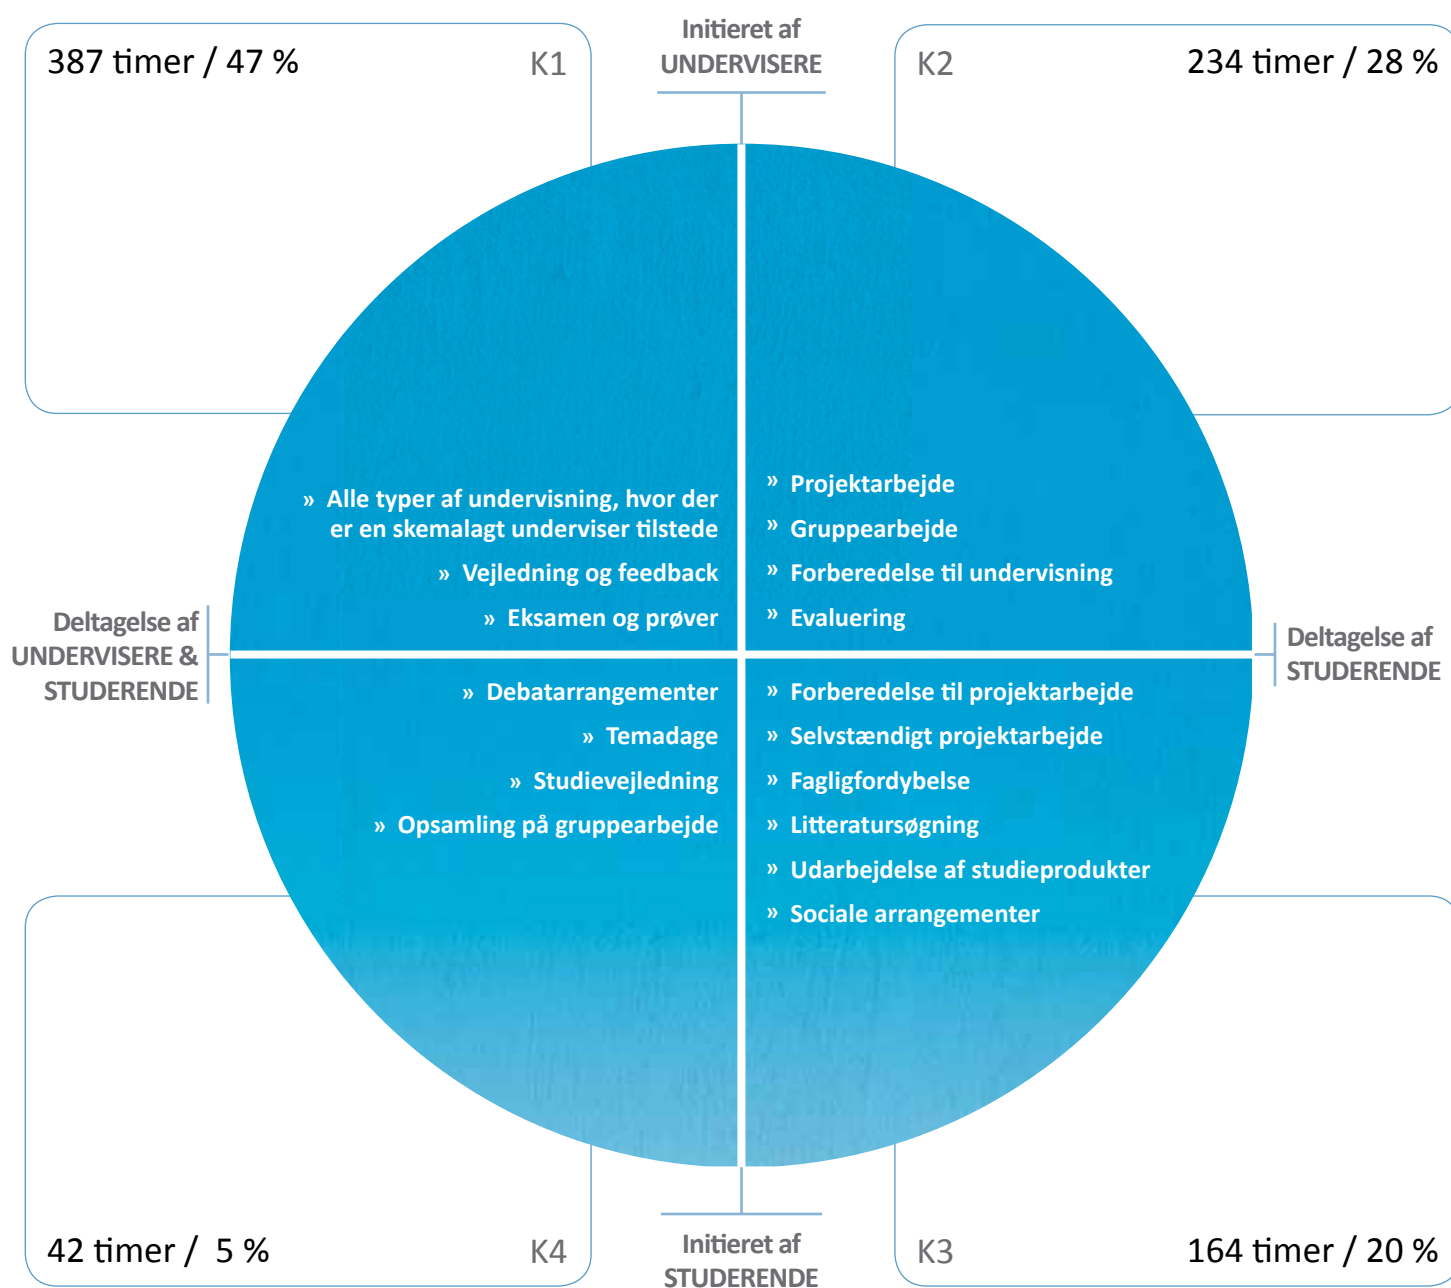 387 timer / 47 %
K1
Initieret af
UNDERVISERE
K2
234 timer / 28 %
» Alle typer af undervisning, hvor der
er en skemalagt underviser tilstede
» Vejledning og feedback
» Eksamen og prøver
» Projektarbejde
» Gruppearbejde
» Forberedelse til undervisning
» Evaluering
Deltagelse af
UNDERVISERE &
STUDERENDE
Deltagelse af
STUDERENDE
» Debatarrangementer
» Temadage
» Studievejledning
» Opsamling på gruppearbejde
» Forberedelse til projektarbejde
» Selvstændigt projektarbejde
» Fagligfordybelse
» Litteratursøgning
» Udarbejdelse af studieprodukter
» Sociale arrangementer
42 timer / 5 %
K4
Initieret af
STUDERENDE
K3
164 timer / 20 %